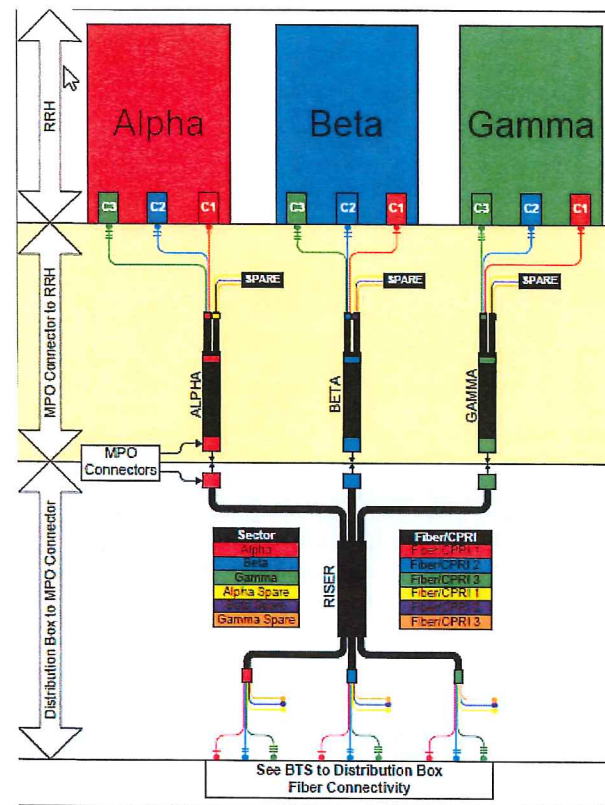 RRH
Alpha
Beta
Gamma
C3
C2
C1
C3
C2
C1
C3
C2
C1
MPO Connector to RRH
SPARE
SPARE
SPARE
ALPHA
BETA
GAMMA
MPO
Connectors
Distribution Box to MPO Connector
Sector
Alpha
Beta
Gamma
Alpha Spare
Gamma Spare
RISER
Fiber/CPRI
Fiber/CPRI 1
Fiber/CPRI 2
Fiber/CPRI 3
Fiber/CPRI 1
Fiber/CPRI 3
See BTS to Distribution Box
Fiber Connectivity